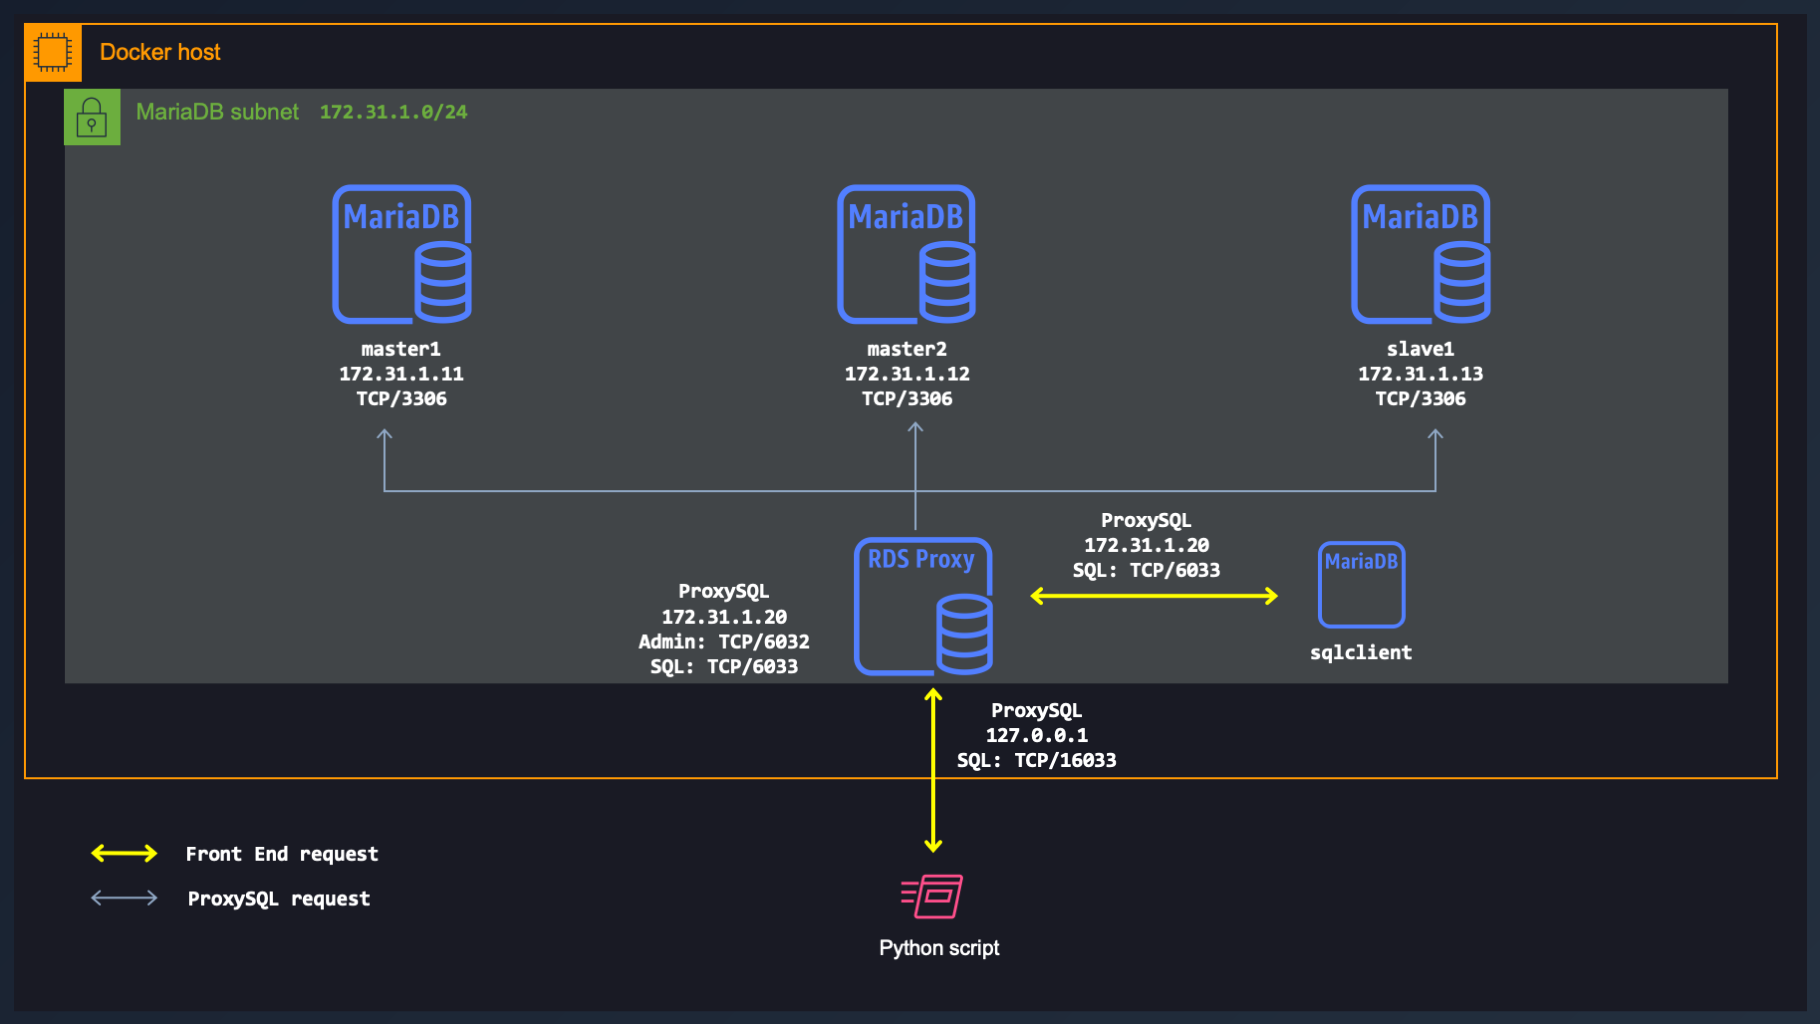 Docker host
MariaDB subnet 172.31.1.0/24
MariaDB
master1
172.31.1.11
TCP/3306
MariaDB
master2
172.31.1.12
TCP/3306
MariaDB
slave1
172.31.1.13
TCP/3306
ProxySQL
172.31.1.20
Admin: TCP/6032
SQL: TCP/6033
RDS Proxy
ProxySQL
172.31.1.20
SQL: TCP/6033
MariaDB
sqlclient
ProxySQL
127.0.0.1
SQL: TCP/16033
Front End request
ProxySQL request
Python script